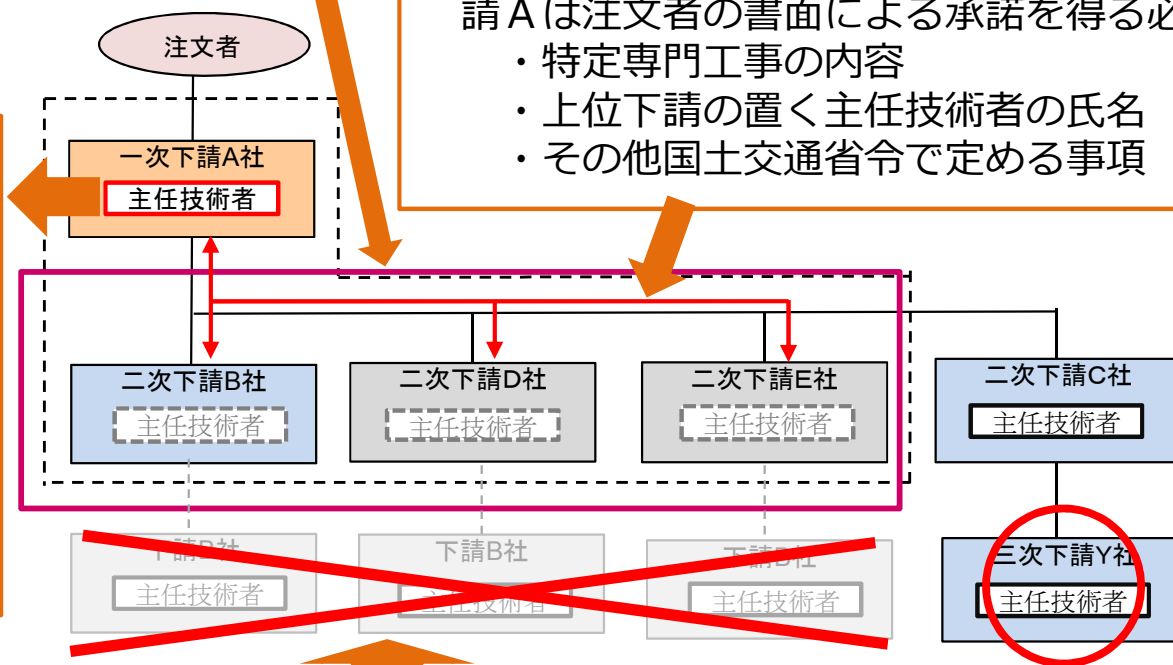 請Aは注文者の書面による承諾を得る必
・特定専門工事の内容
・上位下請の置く主任技術者の氏名
・その他国土交通省令で定める事項
注文者
一次下請A社
主任技術者
二次下請B社
主任技術者
二次下請D社
主任技術者
二次下請E社
主任技術者
二次下請C社
主任技術者
下請B社
主任技術者
下請B社
主任技術者
主任技術者
三次下請Y社
主任技術者